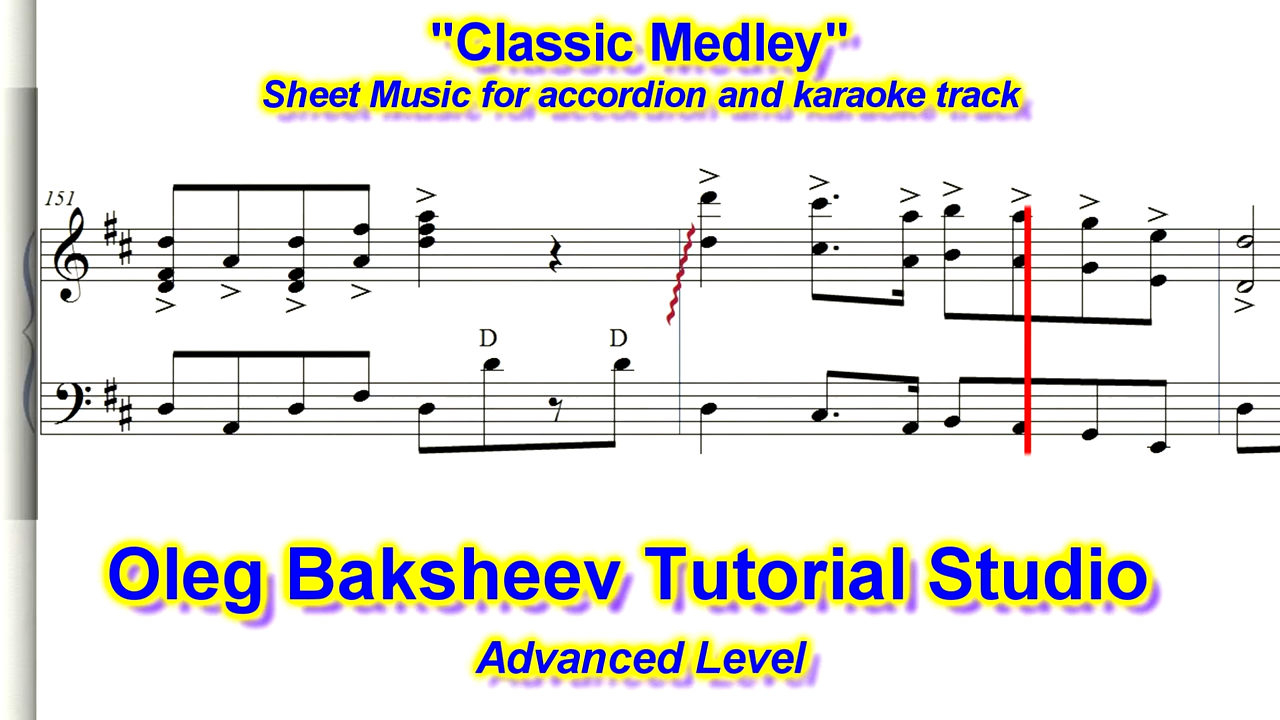 "Classic Medley"
Sheet Music for accordion and karaoke track
151
D D
Oleg Baksheev Tutorial Studio
Advanced Level